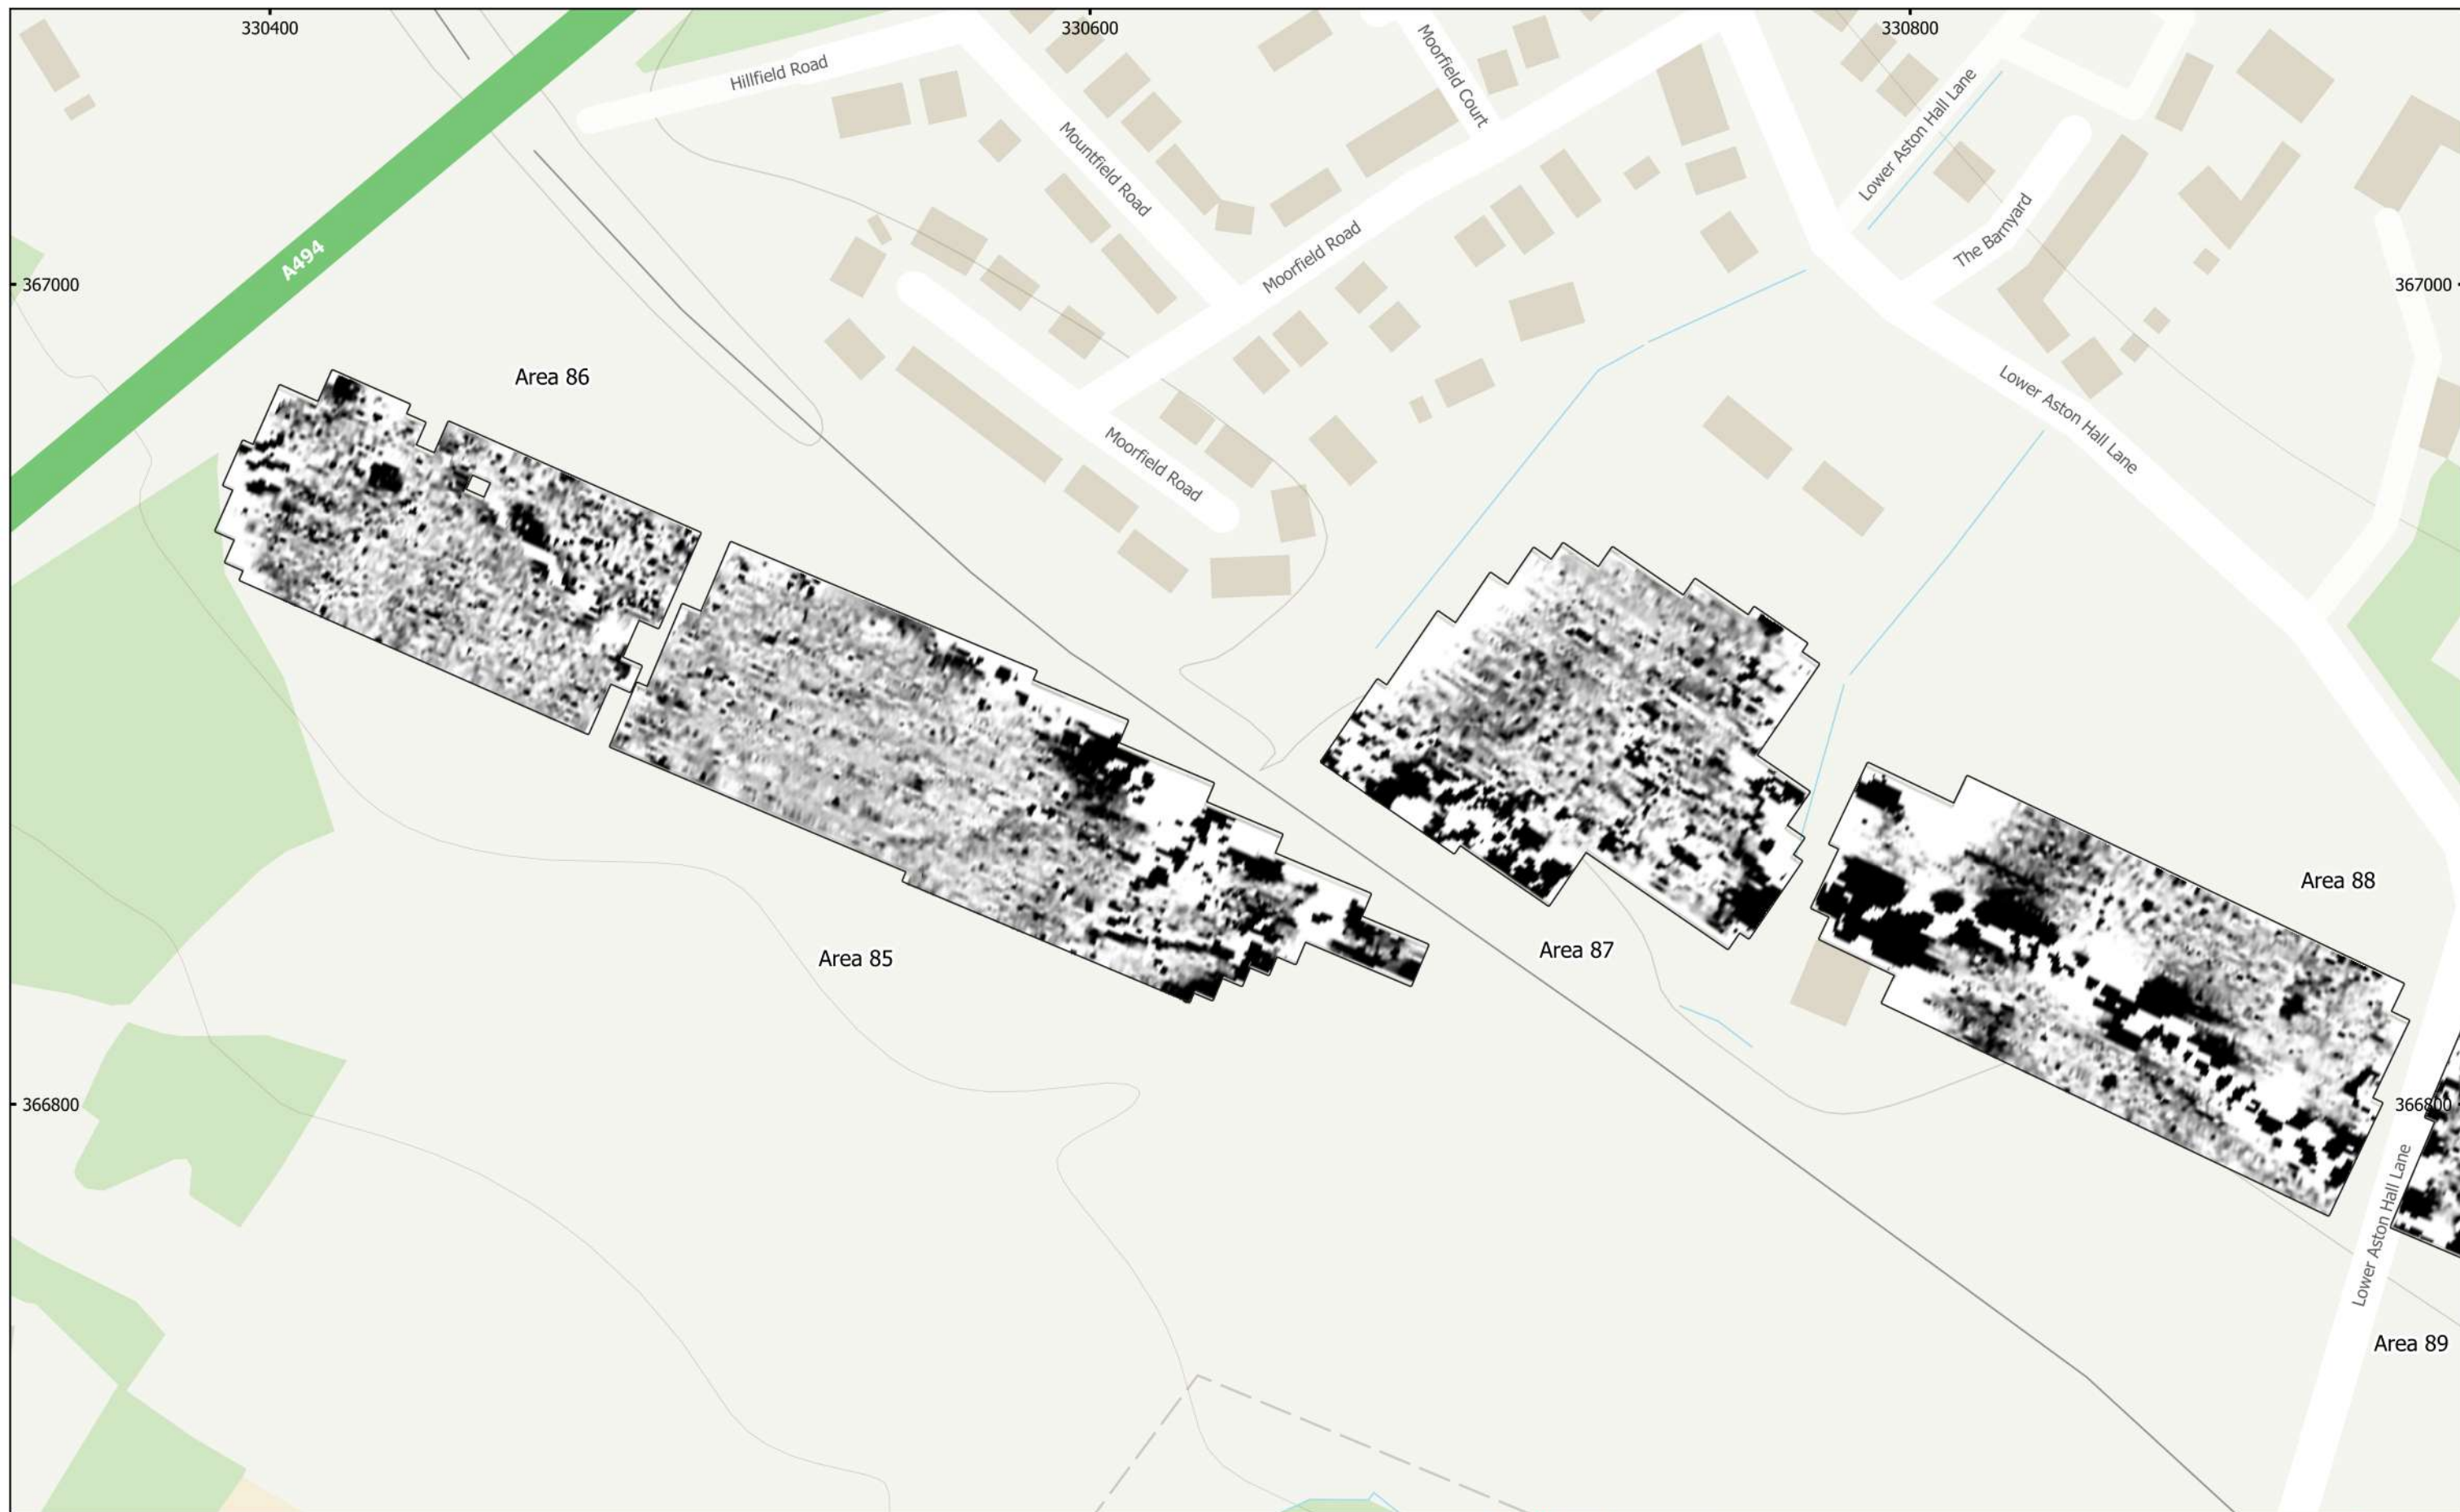 330400
330600
330800
Hillfield Road
Moorfield Court
Mountfield Road
Lower Aston Hall Lane
The Barnyard
Moorfield Road
A494
367000
367000
Area 86
Lower Aston Hall Lane
Moorfield Road
Area 88
Area 87
Area 85
366800
366800
Lower Aston Hall Lane
Area 89